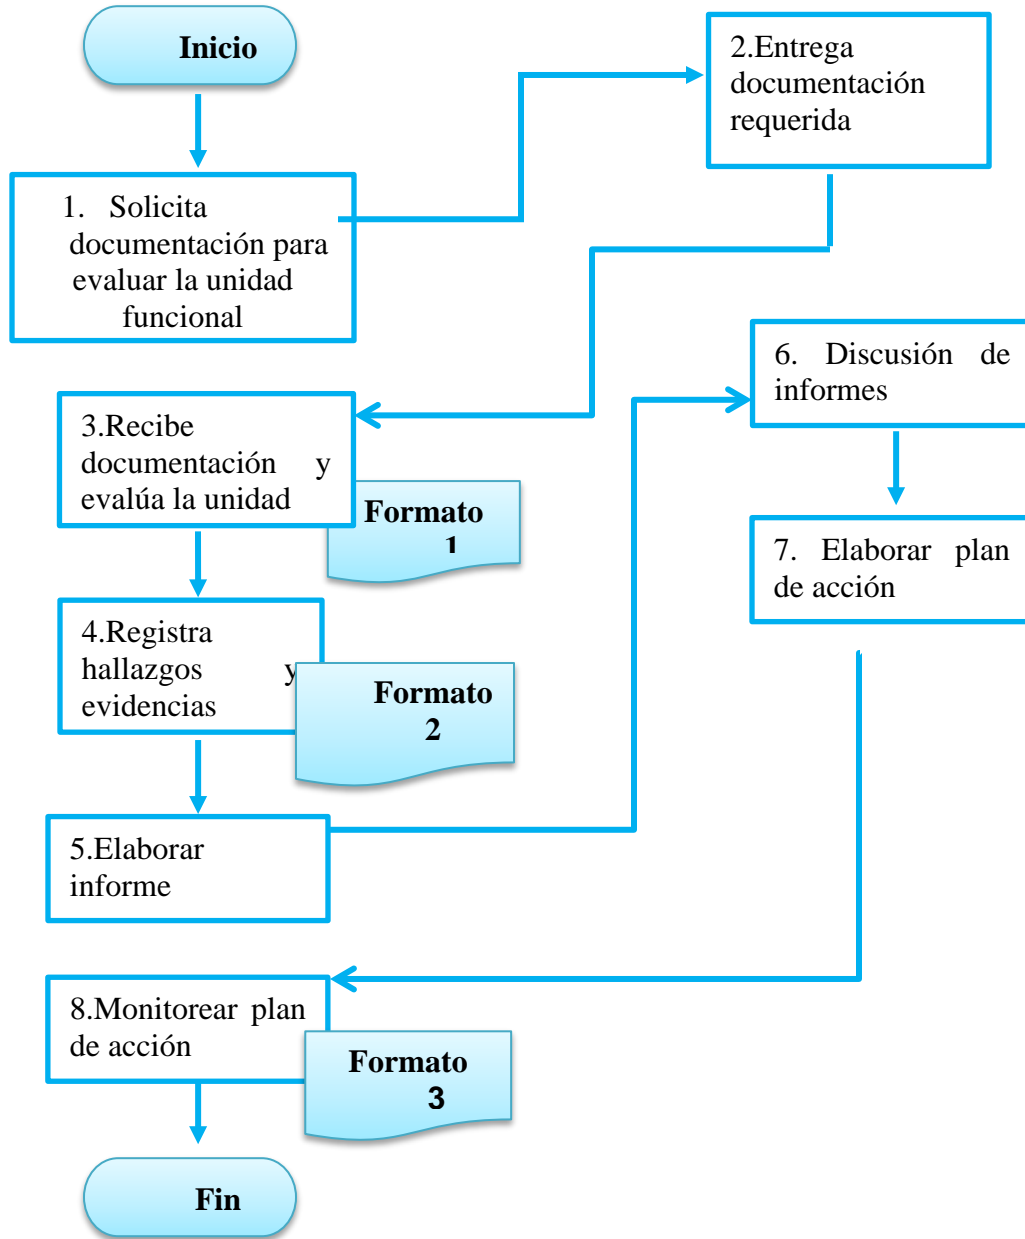 Inicio
1. Solicita
documentación para
evaluar la unidad
funcional
2.Entrega
documentación
requerida
3.Recibe
documentación y
evalúa la unidad
Formato
1
4.Registra
hallazgos y
evidencias
Formato
2
5.Elaborar
informe
6. Discusión de
informes
7. Elaborar plan
de acción
8.Monitorear plan
de acción
Formato
3
Fin